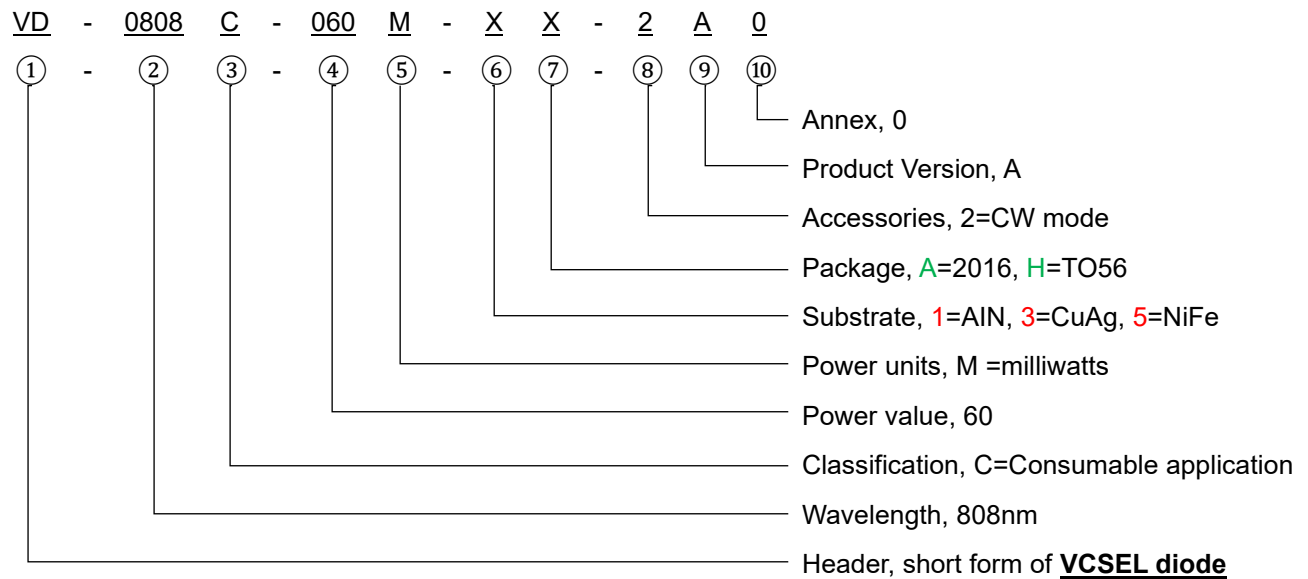 VD - 0808 C - 060 M - X X - 2 A 0
① - ② ③ - ④ ⑤ - ⑥ ⑦ - ⑧ ⑨ ⑩
Annex, 0
Product Version, A
Accessories, 2=CW mode
Package, A=2016, H=TO56
Substrate, 1=AlN, 3=CuAg, 5=NiFe
Power units, M =milliwatts
Power value, 60
Classification, C=Consumable application
Wavelength, 808nm
Header, short form of VCSEL diode